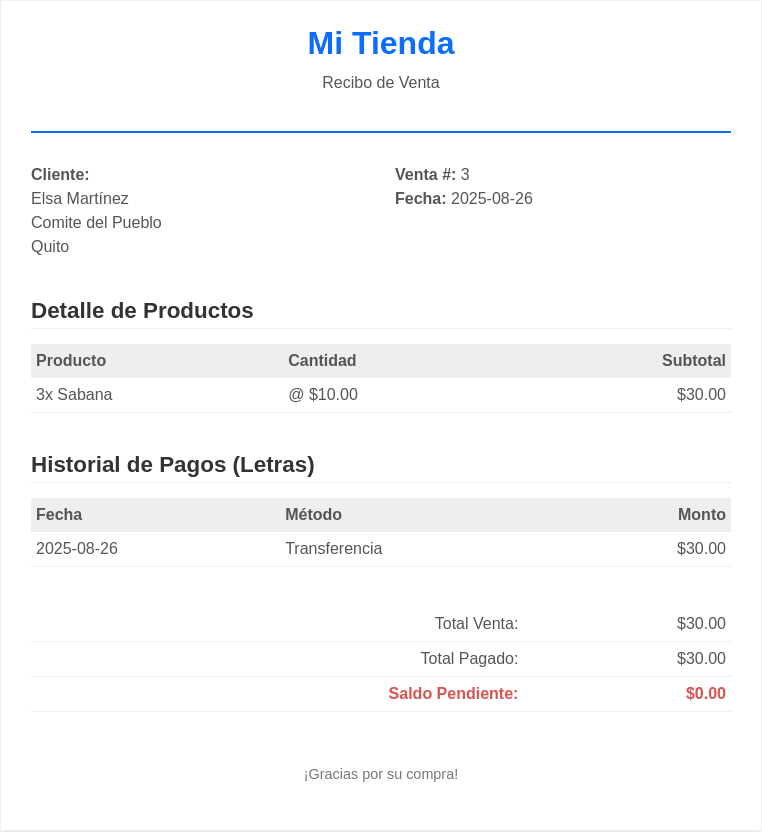 Mi Tienda
Recibo de Venta
Cliente:
Elsa Martínez
Comite del Pueblo
Quito
Venta #: 3
Fecha: 2025-08-26
Detalle de Productos
Producto Cantidad Subtotal
3x Sabana @ $10.00 $30.00
Historial de Pagos (Letras)
Fecha Método Monto
2025-08-26 Transferencia $30.00
Total Venta: $30.00
Total Pagado: $30.00
Saldo Pendiente: $0.00
¡Gracias por su compra!